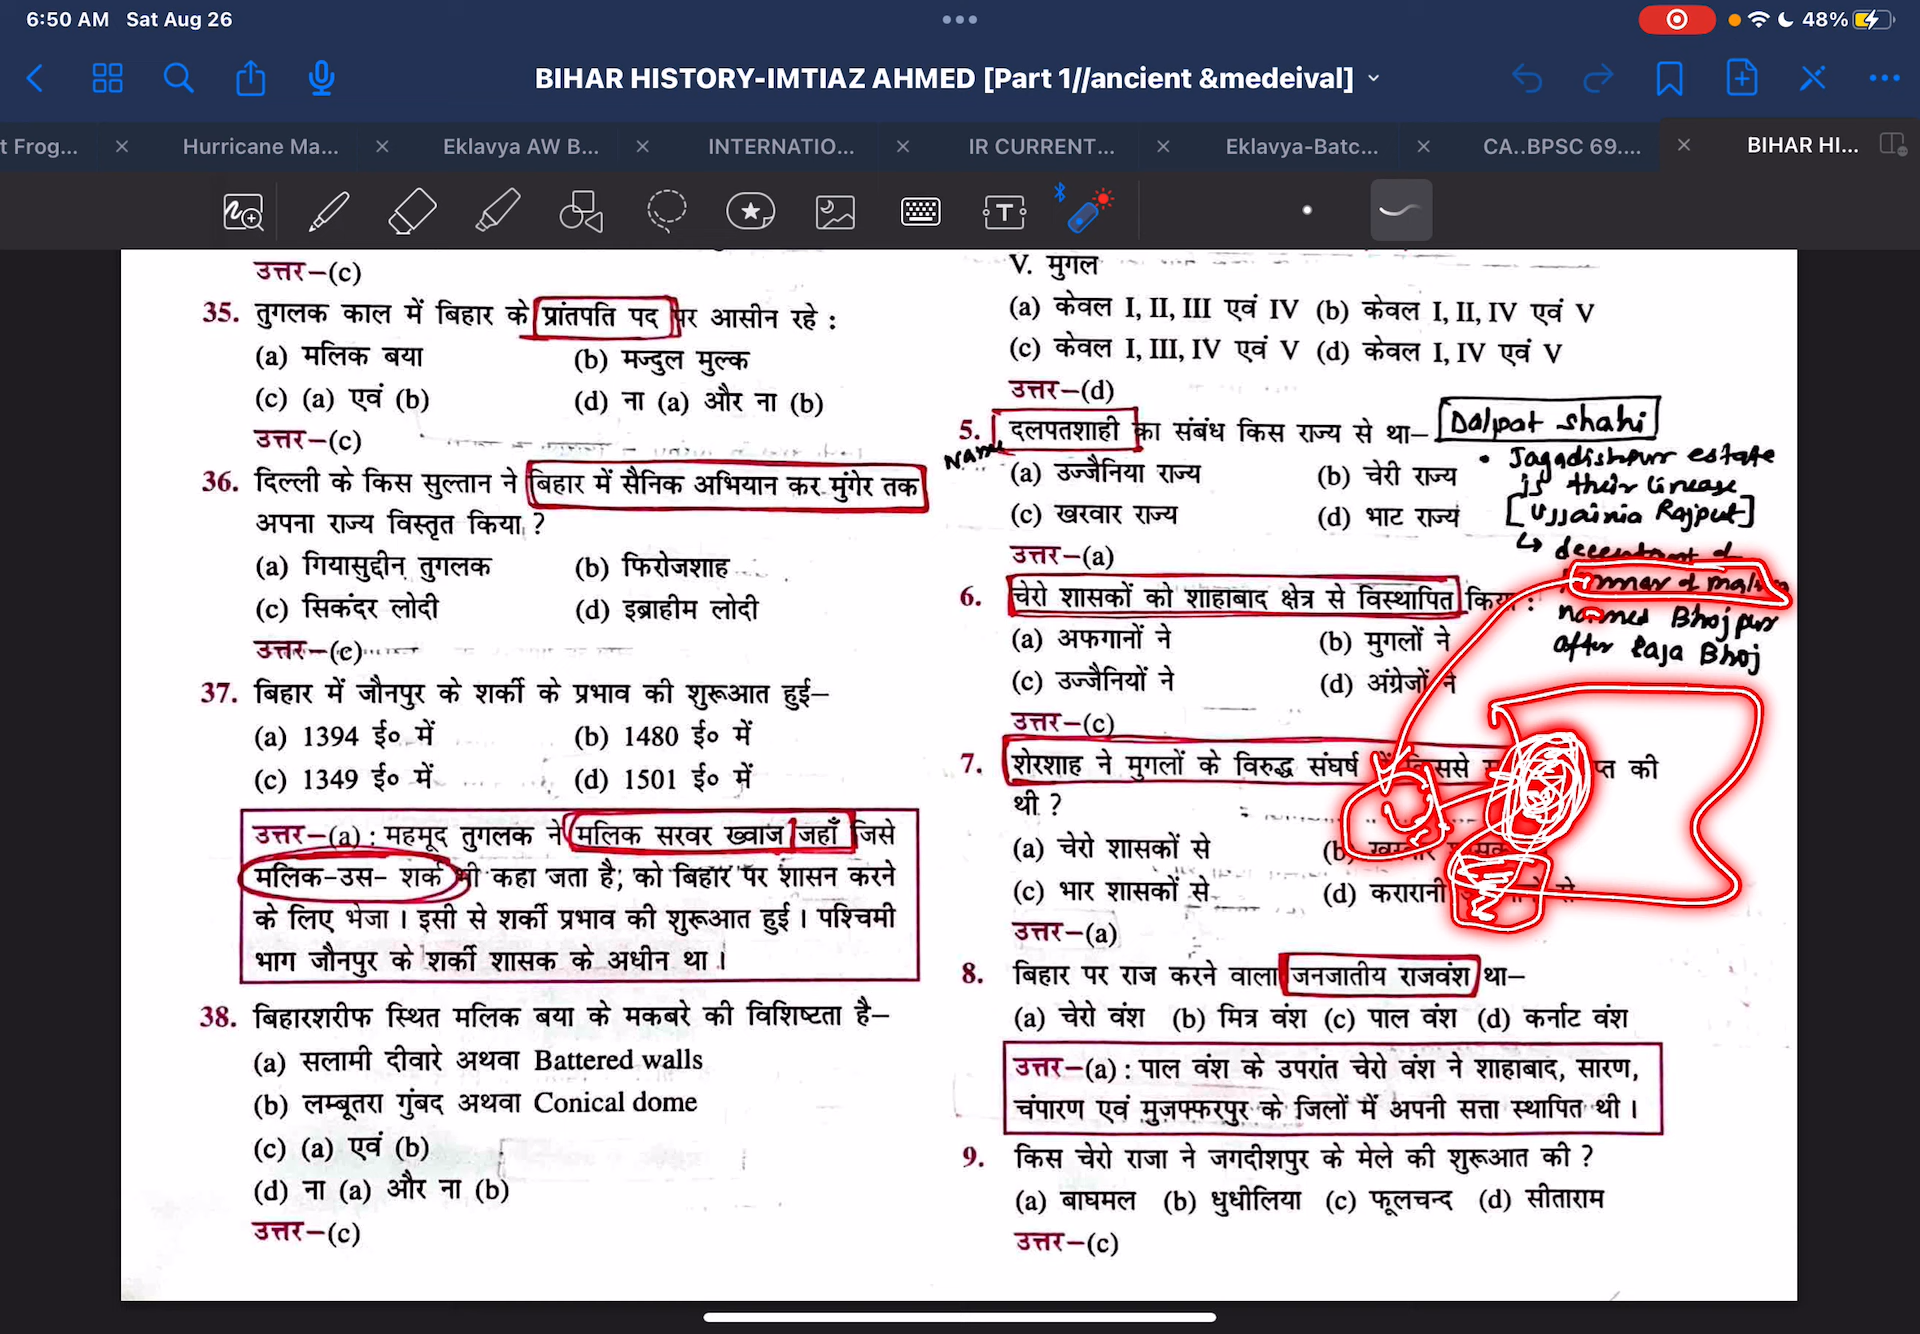 6:50 AM Sat Aug 26
48%
BIHAR HISTORY-IMTIAZ AHMED [Part 1//ancient &medeival]
t Frog...
Hurricane Ma...
Eklavya AW B...
INTERNATIO...
IR CURRENT...
Eklavya-Batc...
CA..BPSC 69....
BIHAR HI...
उत्तर–(c)
35. तुगलक काल में बिहार के प्रांतपति पद पर आसीन रहे :
(a) मलिक बया (b) मज्दुल मुल्क
(c) (a) एवं (b) (d) ना (a) और ना (b)
उत्तर–(c)
36. दिल्ली के किस सुल्तान ने बिहार में सैनिक अभियान कर मुंगेर तक
अपना राज्य विस्तृत किया ?
(a) गियासुद्दीन तुगलक (b) फिरोजशाह
(c) सिकंदर लोदी (d) इब्राहीम लोदी
उत्तर–(c)
37. बिहार में जौनपुर के शर्की के प्रभाव की शुरूआत हुई–
(a) 1394 ई० में (b) 1480 ई० में
(c) 1349 ई० में (d) 1501 ई० में
उत्तर–(a) : महमूद तुगलक ने मलिक सरवर ख्वाज जहाँ जिसे
मलिक-उस- शर्क भी कहा जता है, को बिहार पर शासन करने
के लिए भेजा। इसी से शर्की प्रभाव की शुरूआत हुई। पश्चिमी
भाग जौनपुर के शर्की शासक के अधीन था।
38. बिहारशरीफ स्थित मलिक बया के मकबरे की विशिष्टता है–
(a) सलामी दीवारे अथवा Battered walls
(b) लम्बूतरा गुंबद अथवा Conical dome
(c) (a) एवं (b)
(d) ना (a) और ना (b)
उत्तर–(c)
V. मुगल
(a) केवल I, II, III एवं IV (b) केवल I, II, IV एवं V
(c) केवल I, III, IV एवं V (d) केवल I, IV एवं V
उत्तर–(d)
5. दलपतशाही का संबंध किस राज्य से था–
(a) उज्जैनिया राज्य (b) चेरी राज्य
(c) खरवार राज्य (d) भाट राज्य
उत्तर–(a)
Name
Dalpat shahi
• Jagadishpur estate
is their lineage
[Ujjainia Rajput]
named Bhojpur
after Raja Bhoj
6. चेरो शासकों को शाहाबाद क्षेत्र से विस्थापित किया :
(a) अफगानों ने (b) मुगलों ने
(c) उज्जैनियों ने (d) अंग्रेजों ने
उत्तर–(c)
7. शेरशाह ने मुगलों के विरुद्ध संघर्ष में किससे की
थी ?
(a) चेरो शासकों से (b)
(c) भार शासकों से (d) करारानी से
उत्तर–(a)
8. बिहार पर राज करने वाला जनजातीय राजवंश था–
(a) चेरो वंश (b) मित्र वंश (c) पाल वंश (d) कर्नाट वंश
उत्तर–(a) : पाल वंश के उपरांत चेरो वंश ने शाहाबाद, सारण,
चंपारण एवं मुजफ्फरपुर के जिलों में अपनी सत्ता स्थापित थी।
9. किस चेरो राजा ने जगदीशपुर के मेले की शुरूआत की ?
(a) बाघमल (b) धुधीलिया (c) फूलचन्द (d) सीताराम
उत्तर–(c)